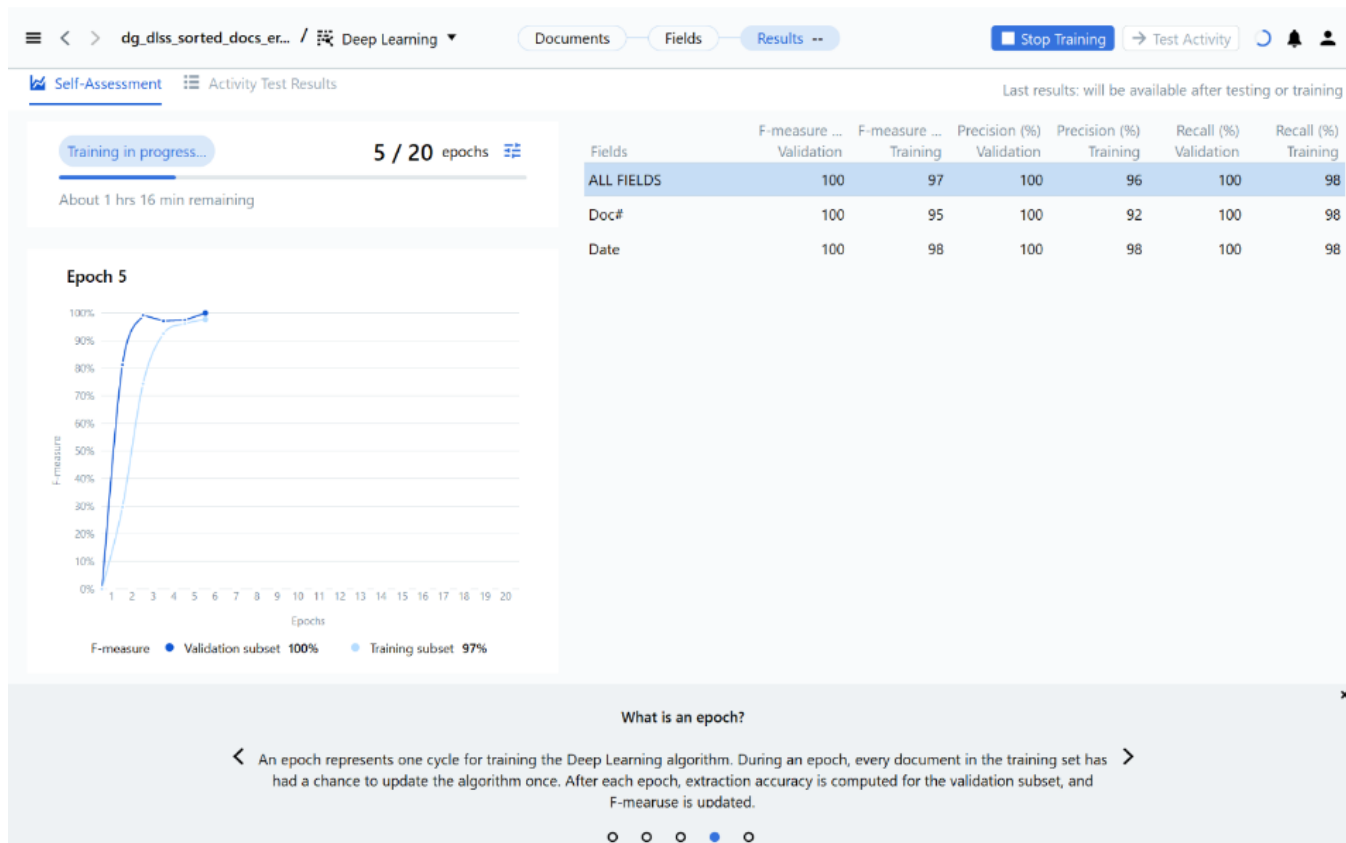 dg_dlss_sorted_docs_er... / Deep Learning ▼ Documents Fields Results -- Stop Training → Test Activity
Self-Assessment Activity Test Results
Last results: will be available after testing or training
Training in progress... 5 / 20 epochs
About 1 hrs 16 min remaining
Fields F-measure ... Validation F-measure ... Training Precision (%) Validation Precision (%) Training Recall (%) Validation Recall (%) Training
ALL FIELDS 100 97 100 96 100 98
Doc# 100 95 100 92 100 98
Date 100 98 100 98 100 98
Epoch 5
100%
90%
80%
70%
60%
50%
40%
30%
20%
10%
0%
F-measure
1 2 3 4 5 6 7 8 9 10 11 12 13 14 15 16 17 18 19 20
Epochs
F-measure Validation subset 100% Training subset 97%
What is an epoch?
An epoch represents one cycle for training the Deep Learning algorithm. During an epoch, every document in the training set has
had a chance to update the algorithm once. After each epoch, extraction accuracy is computed for the validation subset, and
F-mearuse is updated.